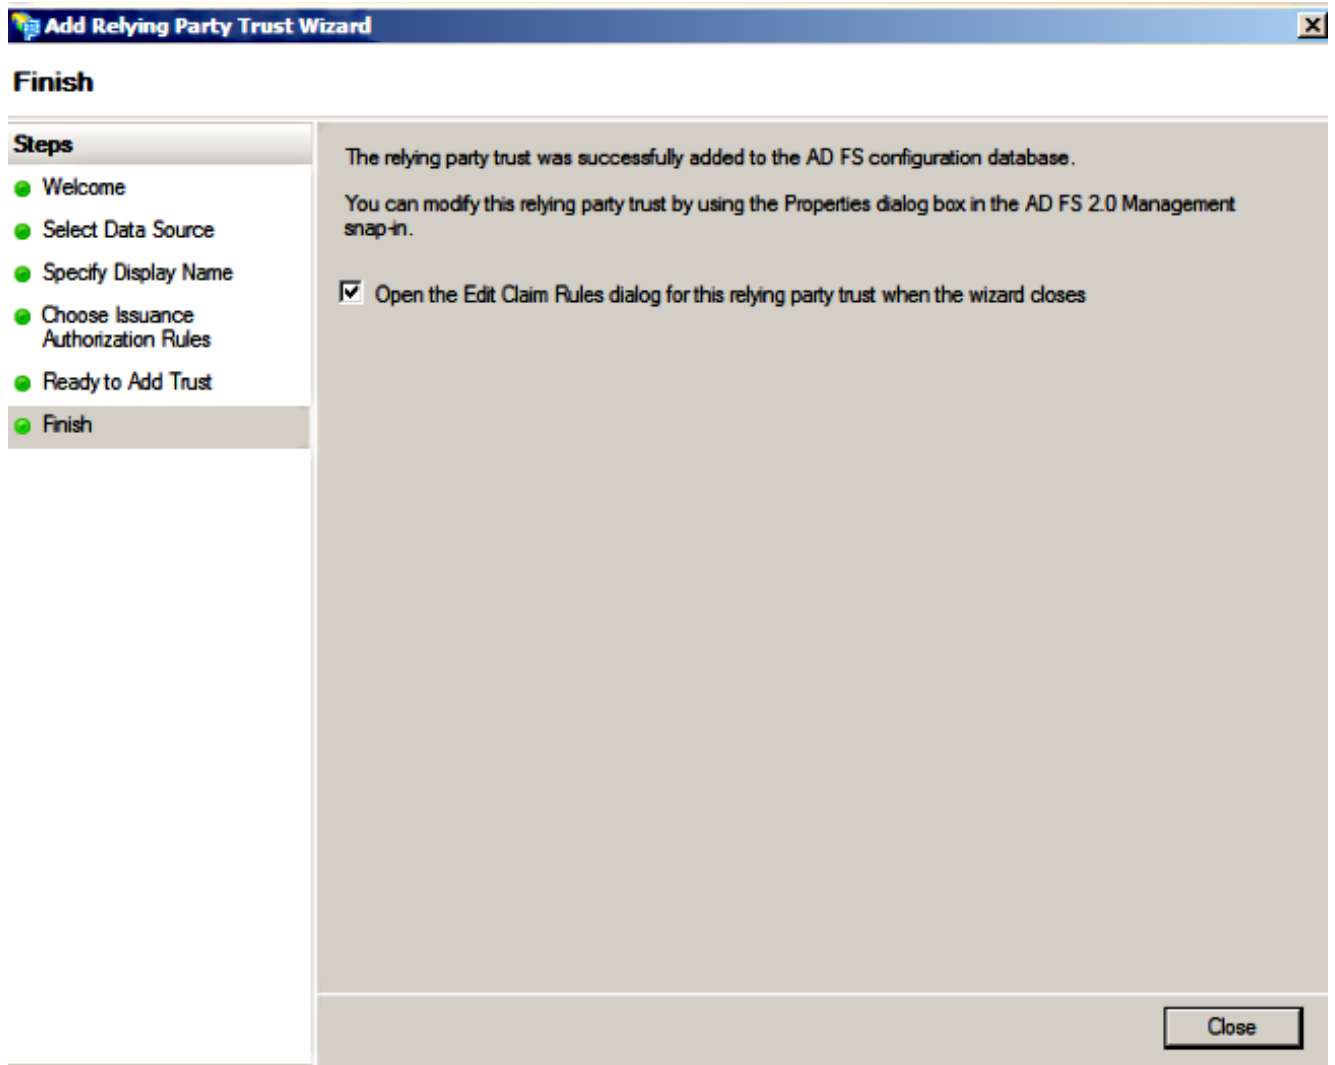 Add Relying Party Trust Wizard
Finish
Steps
Welcome
Select Data Source
Specify Display Name
Choose Issuance
Authorization Rules
Ready to Add Trust
Finish
The relying party trust was successfully added to the AD FS configuration database.
You can modify this relying party trust by using the Properties dialog box in the AD FS 2.0 Management
snap-in.
Open the Edit Claim Rules dialog for this relying party trust when the wizard closes
Close